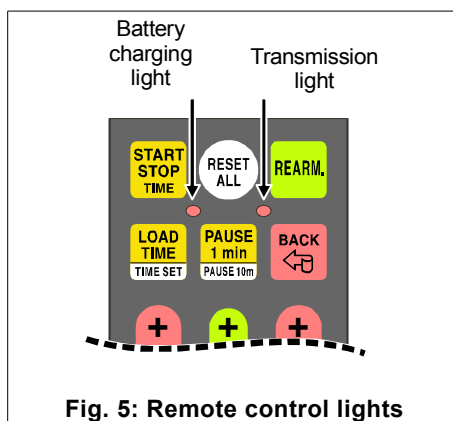 Battery
charging
light
Transmission
light
START
STOP
TIME
RESET
ALL
REARM.
LOAD
TIME
TIME SET
PAUSE
1 min
PAUSE 10m
BACK
+
+
+
Fig. 5: Remote control lights